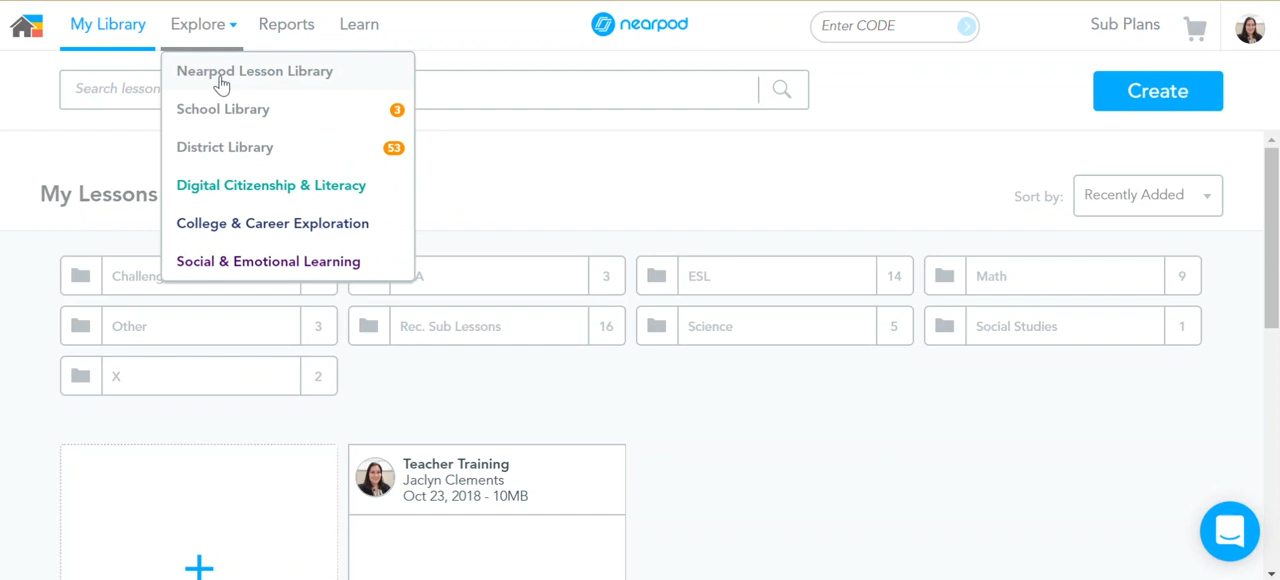 My Library
Explore
Reports
Learn
nearpod
Enter CODE
Sub Plans
Nearpod Lesson Library
School Library
3
District Library
53
Digital Citizenship & Literacy
College & Career Exploration
Social & Emotional Learning
Search lesson
Create
My Lessons
Sort by:
Recently Added
Challeng
A
3
ESL
14
Math
9
Other
3
Rec. Sub Lessons
16
Science
5
Social Studies
1
X
2
+
Teacher Training
Jaclyn Clements
Oct 23, 2018 - 10MB